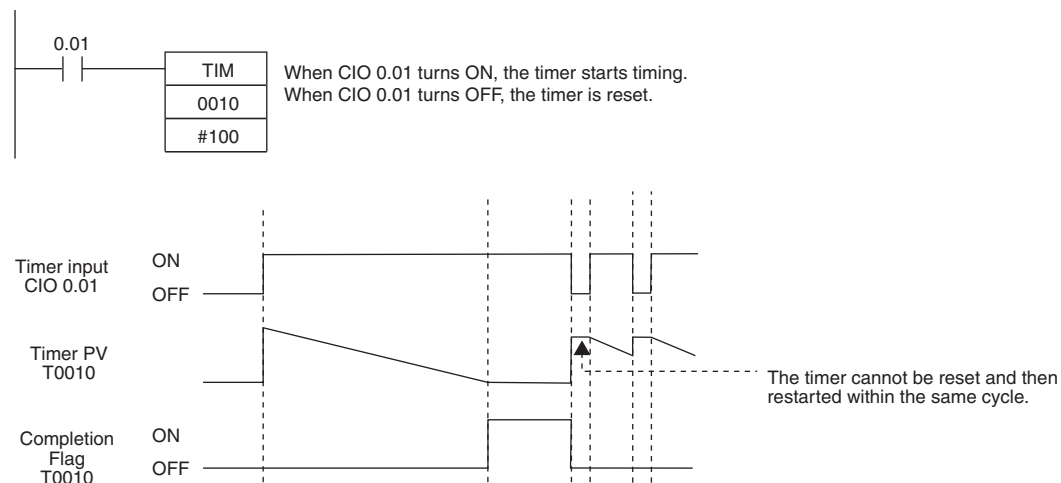 0.01
TIM
0010
#100
When CIO 0.01 turns ON, the timer starts timing.
When CIO 0.01 turns OFF, the timer is reset.
Timer input
CIO 0.01
ON
OFF
Timer PV
T0010
The timer cannot be reset and then
restarted within the same cycle.
Completion
Flag
T0010
ON
OFF